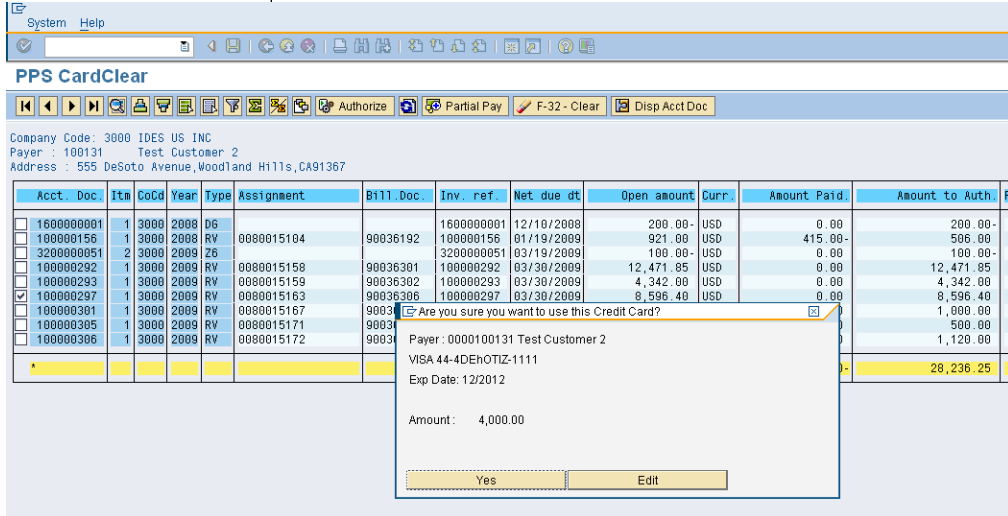 System Help
PPS CardClear
Authorize Partial Pay F-32 - Clear Disp Acct Doc
Company Code: 3000 IDES US INC
Payer : 100131 Test Customer 2
Address : 555 DeSoto Avenue,Woodland Hills,CA91367
Acct. Doc. Itm CoCd Year Type Assignment Bill.Doc. Inv. ref. Net due dt Open amount Curr. Amount Paid. Amount to Auth.
1600000001 1 3000 2008 DG 1600000001 12/10/2008 200.00- USD 0.00 200.00-
100000156 1 3000 2008 RV 0080015104 90036192 100000156 01/19/2009 921.00 USD 415.00- 506.00
3200000051 2 3000 2009 Z6 3200000051 03/19/2009 100.00- USD 0.00 100.00-
100000292 1 3000 2009 RV 0080015158 90036301 100000292 03/30/2009 12,471.85 USD 0.00 12,471.85
100000293 1 3000 2009 RV 0080015159 90036302 100000293 03/30/2009 4,342.00 USD 0.00 4,342.00
100000297 1 3000 2009 RV 0080015163 90036306 100000297 03/30/2009 8,596.40 USD 0.00 8,596.40
100000301 1 3000 2009 RV 0080015167 1,000.00
100000305 1 3000 2009 RV 0080015171 500.00
100000306 1 3000 2009 RV 0080015172 1,120.00
* 28,236.25
Are you sure you want to use this Credit Card?
Payer : 0000100131 Test Customer 2
VISA 44-4DEhOTIZ-1111
Exp Date: 12/2012
Amount : 4,000.00
Yes Edit